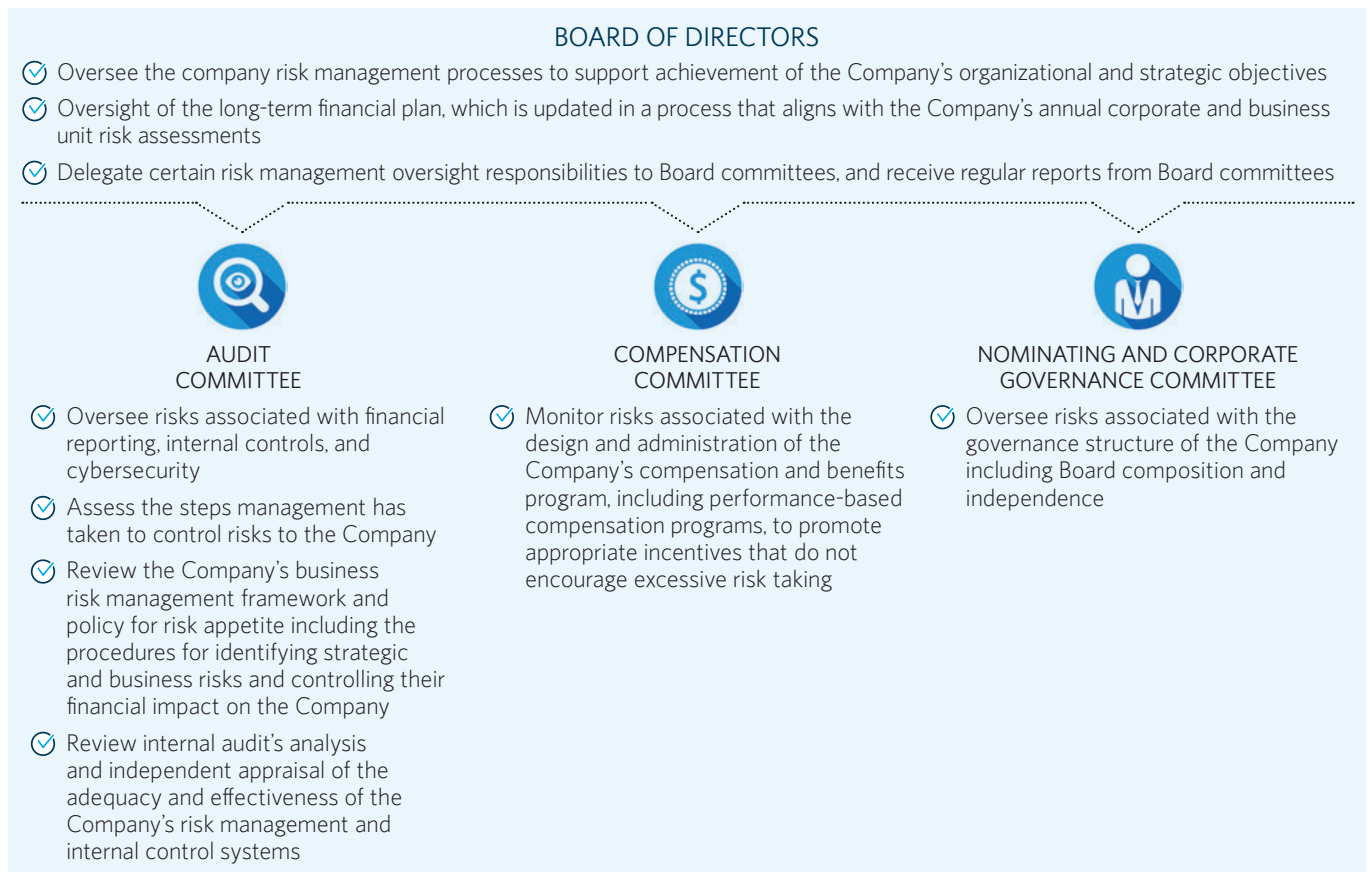 BOARD OF DIRECTORS
Oversee the company risk management processes to support achievement of the Company’s organizational and strategic objectives
Oversight of the long-term financial plan, which is updated in a process that aligns with the Company’s annual corporate and business
unit risk assessments
Delegate certain risk management oversight responsibilities to Board committees, and receive regular reports from Board committees
$
AUDIT
COMMITTEE
Oversee risks associated with financial
reporting, internal controls, and
cybersecurity
Assess the steps management has
taken to control risks to the Company
Review the Company’s business
risk management framework and
policy for risk appetite including the
procedures for identifying strategic
and business risks and controlling their
financial impact on the Company
Review internal audit’s analysis
and independent appraisal of the
adequacy and effectiveness of the
Company’s risk management and
internal control systems
COMPENSATION
COMMITTEE
Monitor risks associated with the
design and administration of the
Company’s compensation and benefits
program, including performance-based
compensation programs, to promote
appropriate incentives that do not
encourage excessive risk taking
NOMINATING AND CORPORATE
GOVERNANCE COMMITTEE
Oversee risks associated with the
governance structure of the Company
including Board composition and
independence